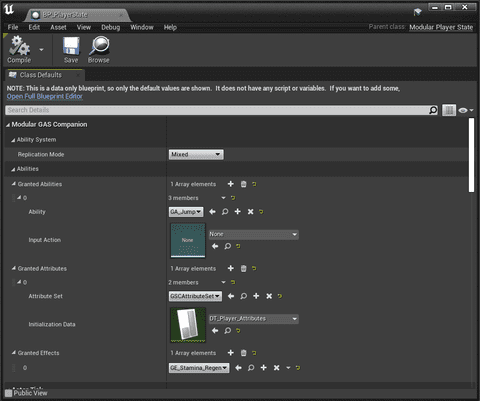 BP_PlayerState
File Edit Asset View Debug Window Help
Parent class: Modular Player State
Compile Save Browse
Class Defaults
NOTE: This is a data only blueprint, so only the default values are shown. It does not have any script or variables. If you want to add some,
Open Full Blueprint Editor
Search Details
Modular GAS Companion
Ability System
Replication Mode Mixed
Abilities
Granted Abilities 1 Array elements
0 3 members
Ability GA_Jump
Input Action None None
Granted Attributes 1 Array elements
0 2 members
Attribute Set GSCAttributeSet
Initialization Data DT_Player_Attributes
Granted Effects 1 Array elements
0 GE_Stamina_Regen
Actor Tick
Public View